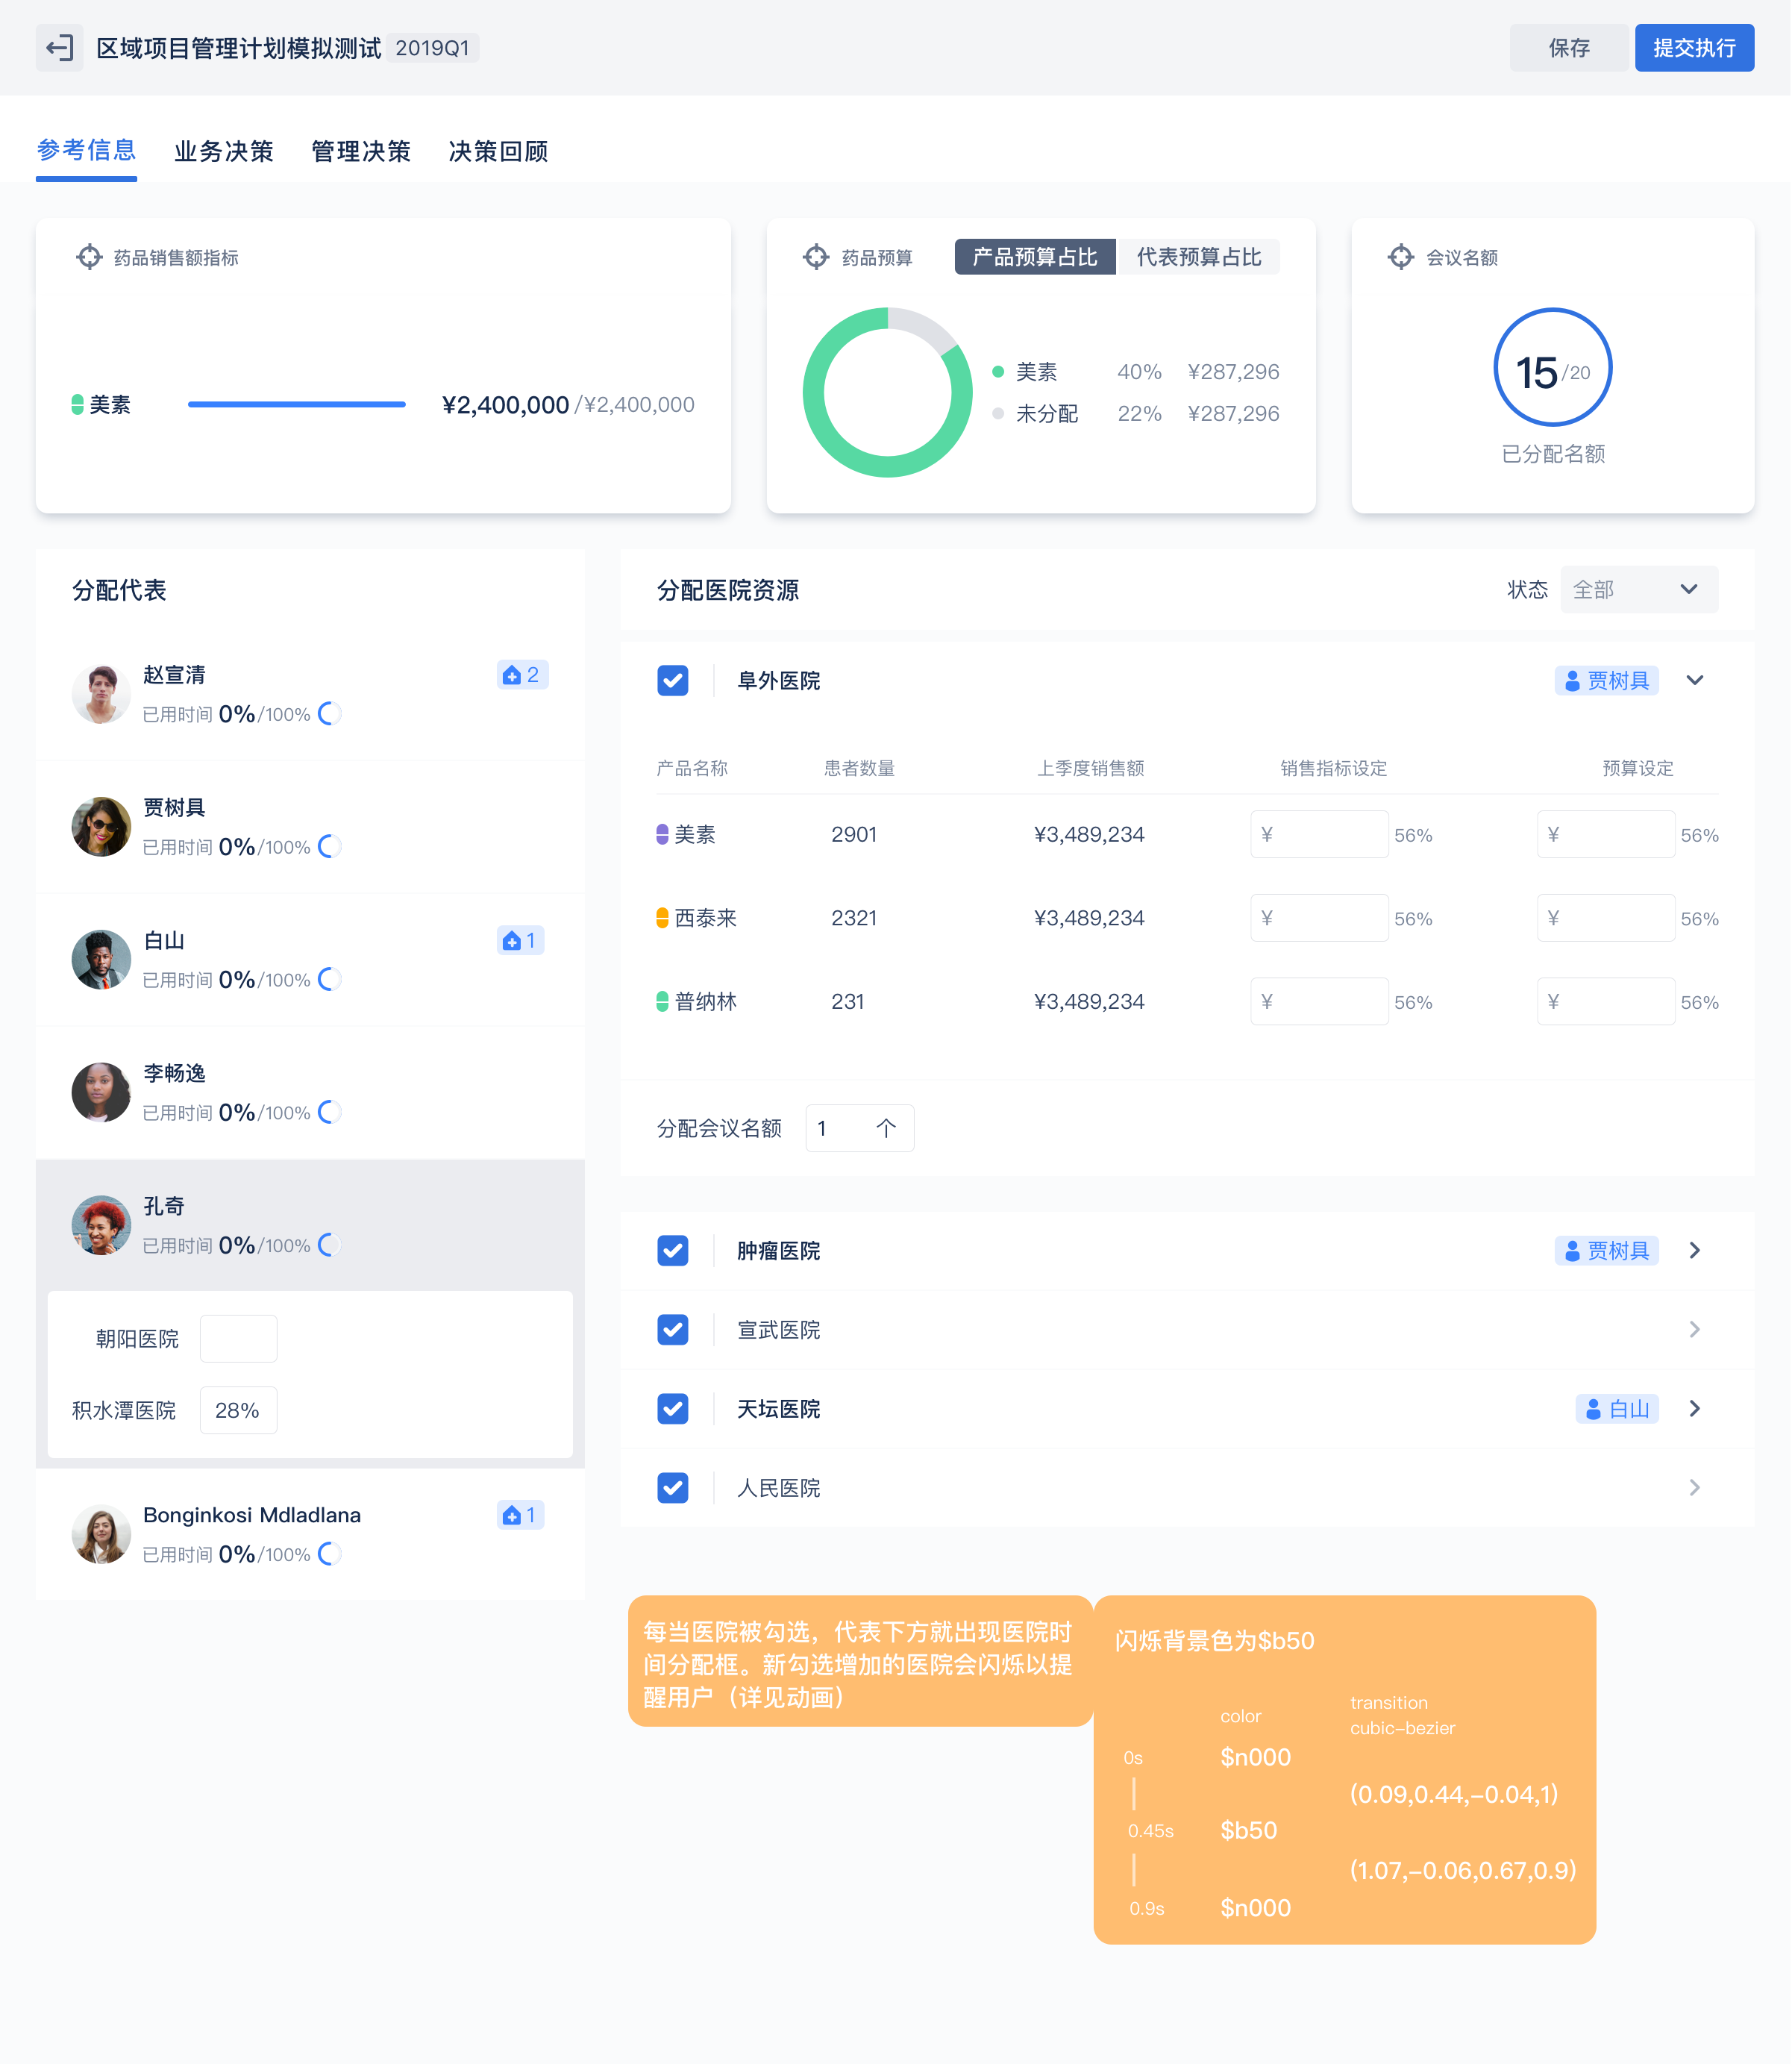 区域项目管理计划模拟测试 2019Q1
保存
提交执行
参考信息 业务决策 管理决策 决策回顾
药品销售额指标
美素 ¥2,400,000/¥2,400,000
药品预算 产品预算占比 代表预算占比
美素 40% ¥287,296
未分配 22% ¥287,296
会议名额
15/20
已分配名额
分配代表
赵宣清 2
已用时间 0%/100%
贾树具
已用时间 0%/100%
白山 1
已用时间 0%/100%
李畅逸
已用时间 0%/100%
孔奇
已用时间 0%/100%
朝阳医院
积水潭医院 28%
Bonginkosi Mdladlana 1
已用时间 0%/100%
分配医院资源 状态 全部
阜外医院 贾树具
产品名称 患者数量 上季度销售额 销售指标设定 预算设定
美素 2901 ¥3,489,234 ¥ 56% ¥ 56%
西泰来 2321 ¥3,489,234 ¥ 56% ¥ 56%
普纳林 231 ¥3,489,234 ¥ 56% ¥ 56%
分配会议名额 1 个
肿瘤医院 贾树具
宣武医院
天坛医院 白山
人民医院
每当医院被勾选，代表下方就出现医院时
间分配框。新勾选增加的医院会闪烁以提
醒用户（详见动画）
闪烁背景色为$b50
color
transition
cubic-bezier
0s $n000
(0.09,0.44,-0.04,1)
0.45s $b50
(1.07,-0.06,0.67,0.9)
0.9s $n000